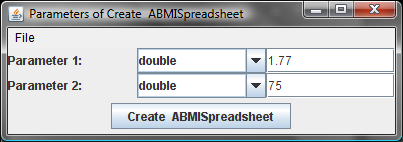 Parameters of Create ABMISpreadsheet
File
Parameter 1: double 1.77
Parameter 2: double 75
Create ABMISpreadsheet